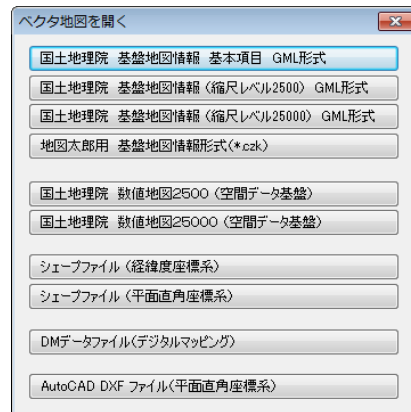 ベクタ地図を開く
国土地理院 基盤地図情報 基本項目 GML形式
国土地理院 基盤地図情報（縮尺レベル2500） GML形式
国土地理院 基盤地図情報（縮尺レベル25000） GML形式
地図太郎用 基盤地図情報形式(*.czk)
国土地理院 数値地図2500（空間データ基盤）
国土地理院 数値地図25000（空間データ基盤）
シェープファイル（経緯度座標系）
シェープファイル（平面直角座標系）
DMデータファイル(デジタルマッピング)
AutoCAD DXF ファイル(平面直角座標系)